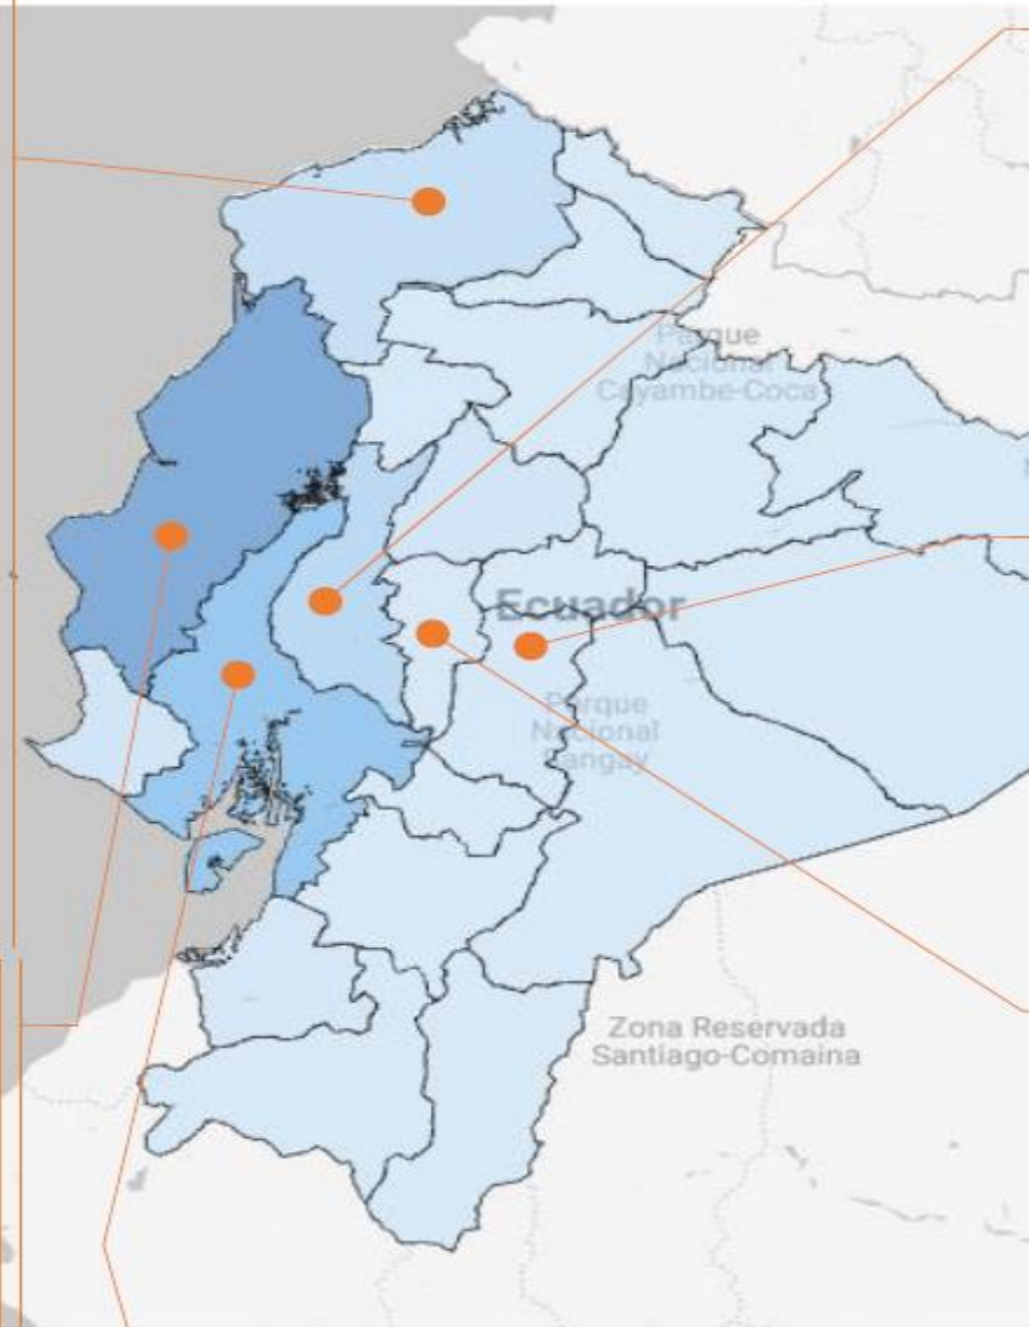 Parque
Nacional
Cayambe-Coca
Ecuador
Parque
Nacional
Sangay
Zona Reservada
Santiago-Comaina